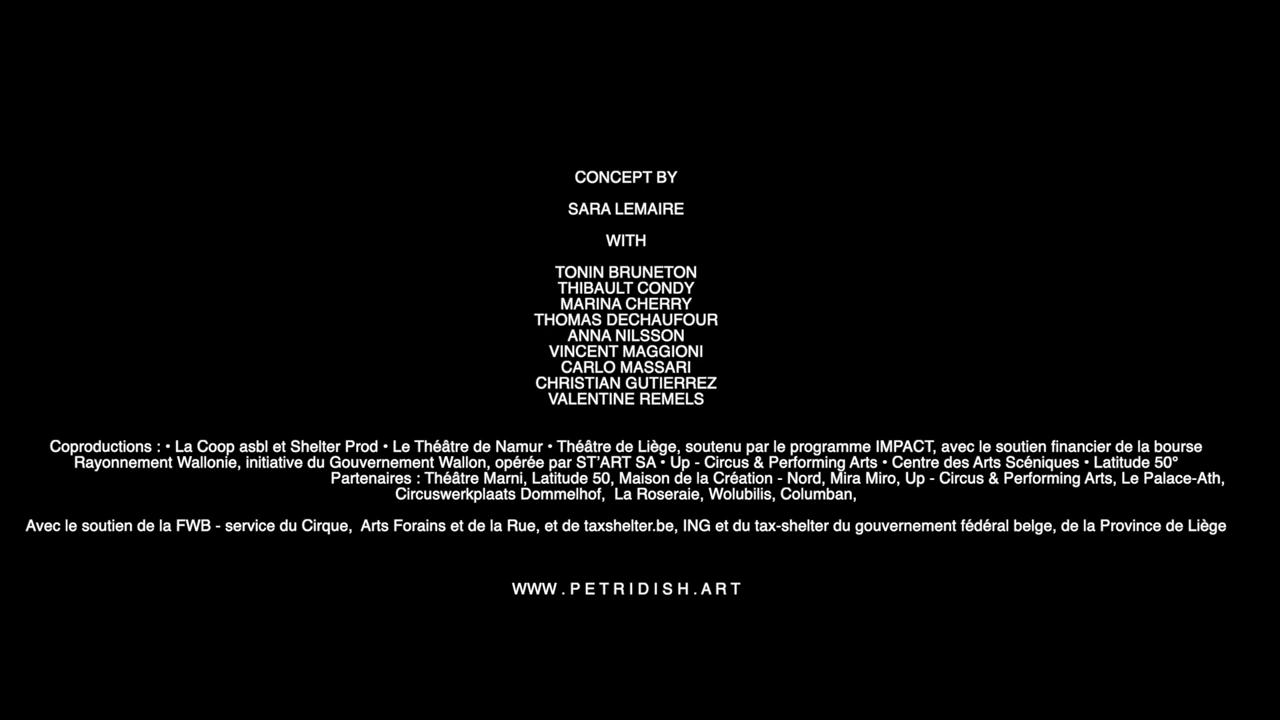 CONCEPT BY
SARA LEMAIRE
WITH
TONIN BRUNETON
THIBAULT CONDY
MARINA CHERRY
THOMAS DECHAUFOUR
ANNA NILSSON
VINCENT MAGGIONI
CARLO MASSARI
CHRISTIAN GUTIERREZ
VALENTINE REMELS
Coproductions : • La Coop asbl et Shelter Prod • Le Théâtre de Namur • Théâtre de Liège, soutenu par le programme IMPACT, avec le soutien financier de la bourse
Rayonnement Wallonie, initiative du Gouvernement Wallon, opérée par ST’ART SA • Up - Circus & Performing Arts • Centre des Arts Scéniques • Latitude 50°
Partenaires : Théâtre Marni, Latitude 50, Maison de la Création - Nord, Mira Miro, Up - Circus & Performing Arts, Le Palace-Ath,
Circuswerkplaats Dommelhof,  La Roseraie, Wolubilis, Columban,
Avec le soutien de la FWB - service du Cirque,  Arts Forains et de la Rue, et de taxshelter.be, ING et du tax-shelter du gouvernement fédéral belge, de la Province de Liège
WWW.PETRIDISH.ART